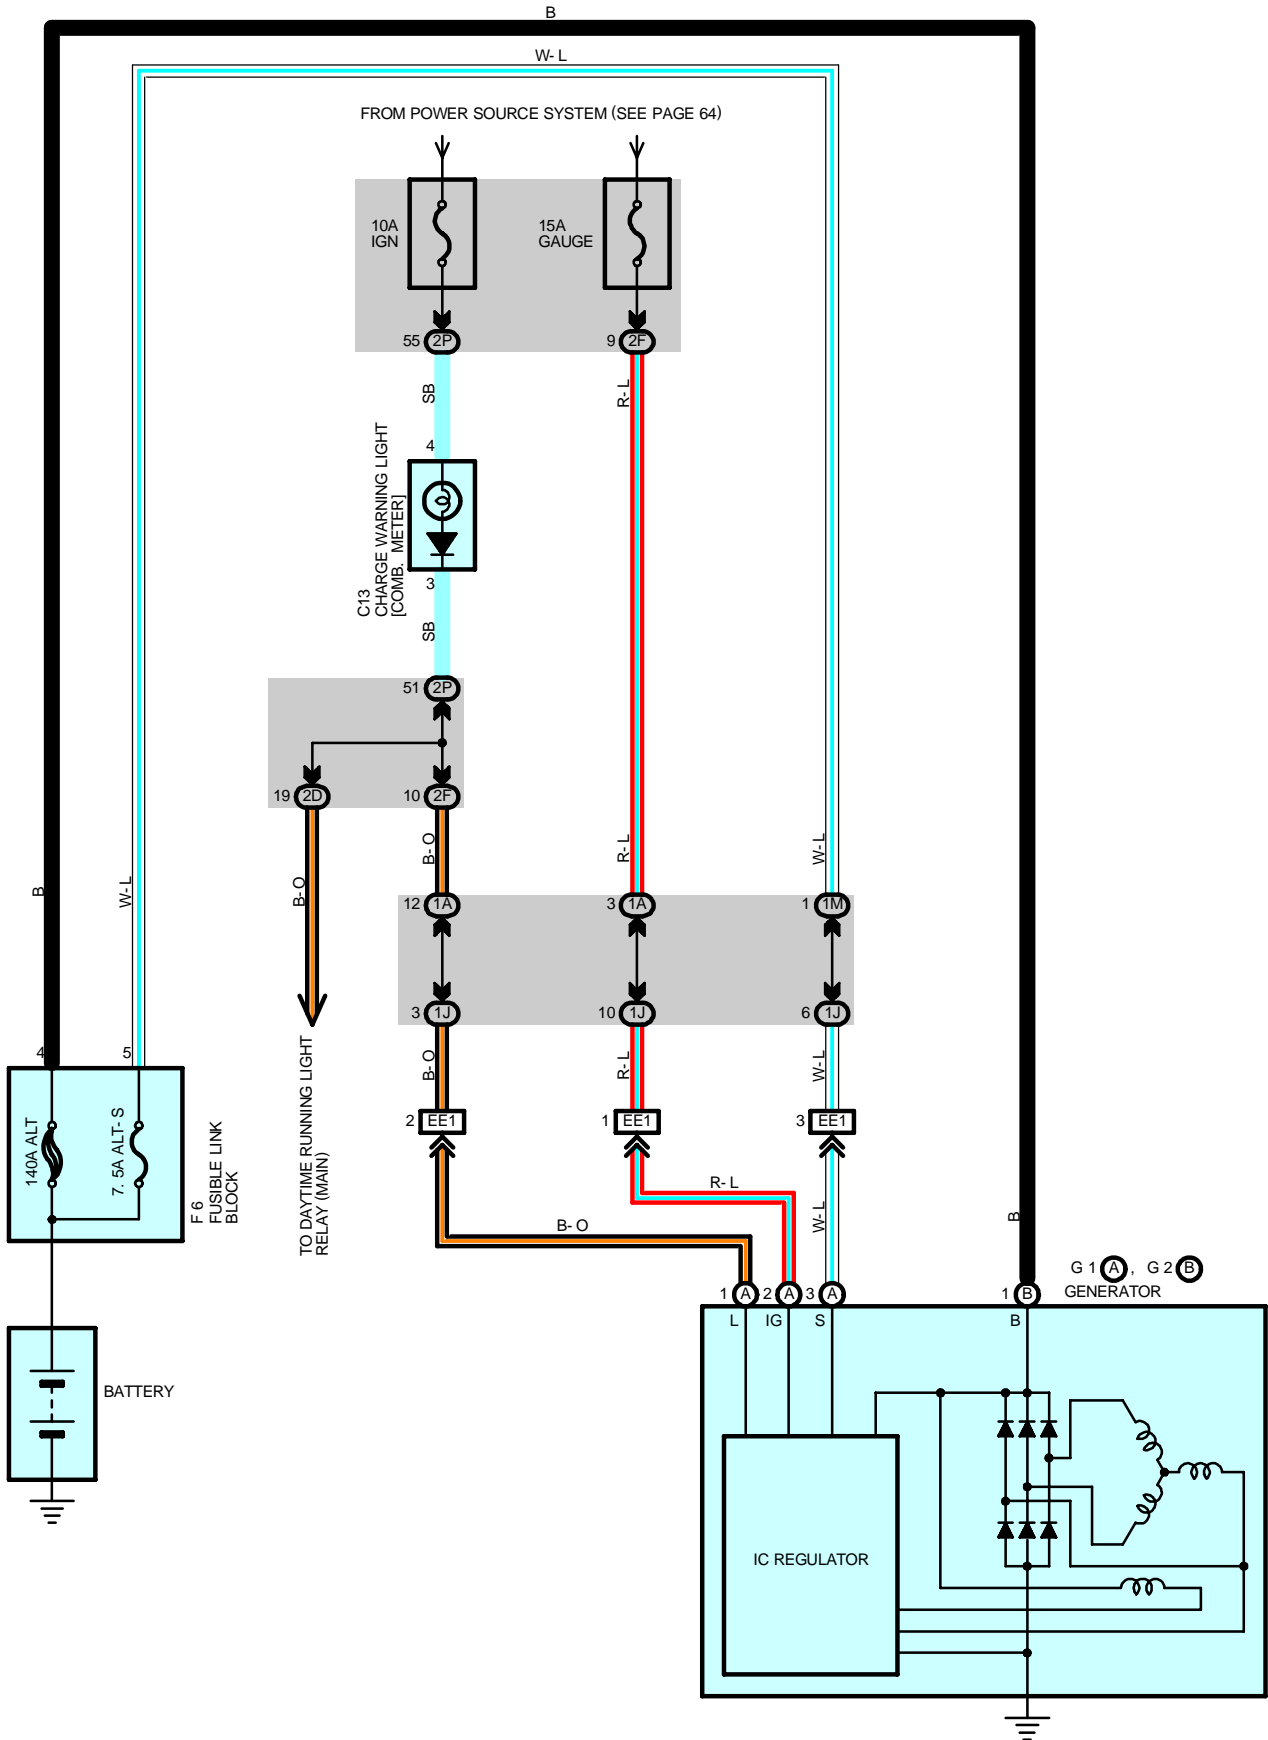 B
W- L
FROM POWER SOURCE SYSTEM (SEE PAGE 64)
10A
IGN
15A
GAUGE
55 2P
9 2F
SB
R- L
4
C13
CHARGE WARNING LIGHT
[COMB. METER]
3
SB
51 2P
19 2D
10 2F
B- O
B- O
R- L
W- L
B
W- L
12 1A
3 1A
1 1M
3 1J
10 1J
6 1J
B- O
R- L
W- L
4
5
140A ALT
7. 5A ALT- S
F 6
FUSIBLE LINK
BLOCK
TO DAYTIME RUNNING LIGHT
RELAY (MAIN)
2 EE1
1 EE1
3 EE1
R- L
B- O
W- L
B
G 1 A , G 2 B
GENERATOR
1 A 2 A 3 A
1 B
L IG S
B
BATTERY
IC REGULATOR